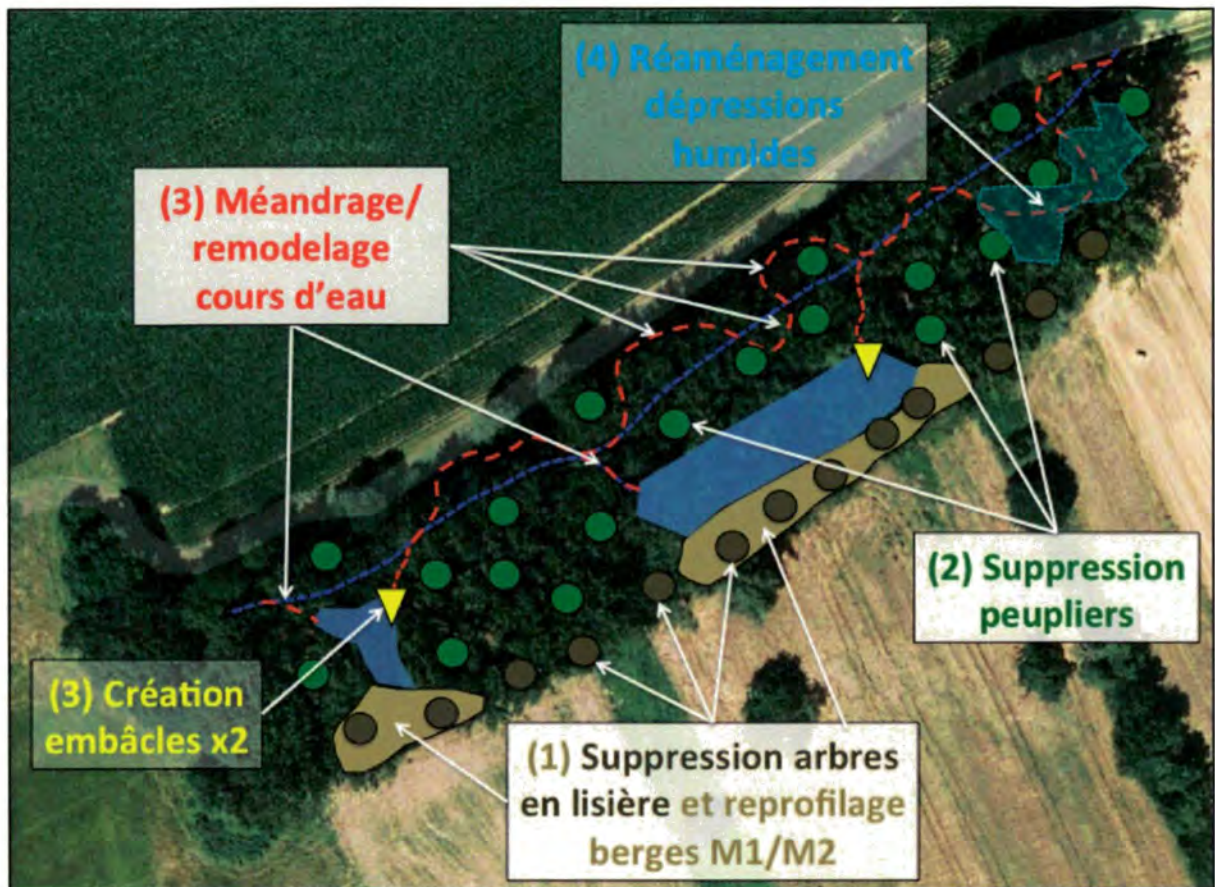 (4) Réaménagement
dépressions
humides
(3) Méandrage/
remodelage
cours d'eau
(2) Suppression
peupliers
(3) Création
embâcles x2
(1) Suppression arbres
en lisière et reprofilage
berges M1/M2